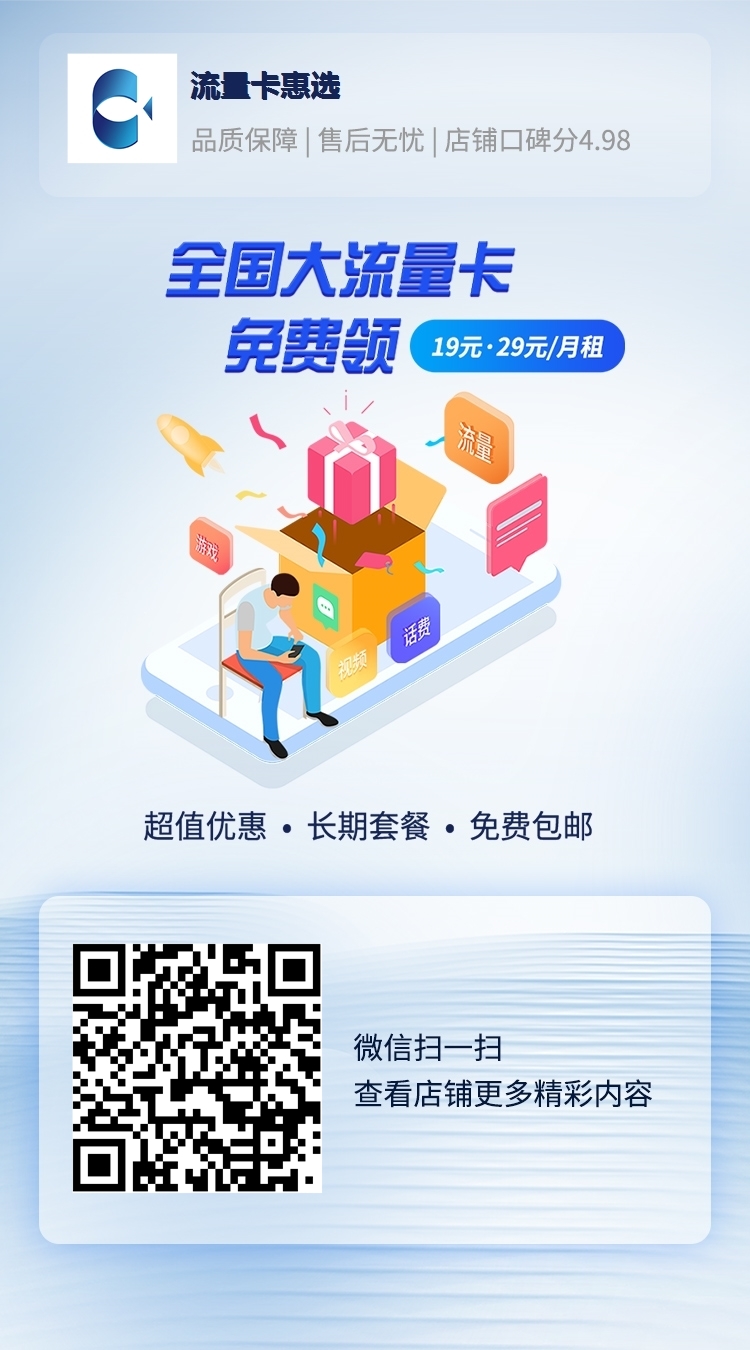 流量卡惠选
品质保障 | 售后无忧 | 店铺口碑分4.98
全国大流量卡
免费领
19元·29元/月租
流量
游戏
话费
视频
超值优惠 • 长期套餐 • 免费包邮
微信扫一扫
查看店铺更多精彩内容